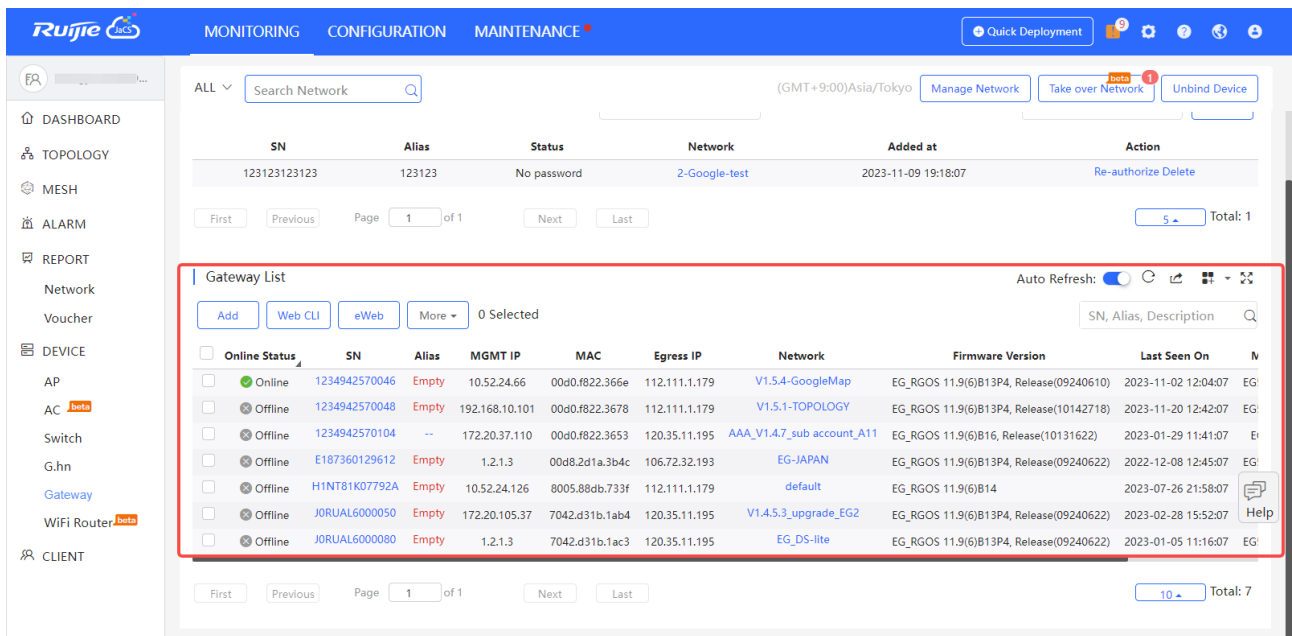 Ruijie JaCS MONITORING CONFIGURATION MAINTENANCE Quick Deployment 9
ALL Search Network (GMT+9:00)Asia/Tokyo Manage Network Take over Network beta 1 Unbind Device
DASHBOARD
TOPOLOGY
MESH
ALARM
REPORT
Network
Voucher
DEVICE
AP
AC beta
Switch
G.hn
Gateway
WiFi Router beta
CLIENT
SN Alias Status Network Added at Action
123123123123 123123 No password 2-Google-test 2023-11-09 19:18:07 Re-authorize Delete
First Previous Page 1 of 1 Next Last 5 Total: 1
Gateway List Auto Refresh:
Add Web CLI eWeb More 0 Selected SN, Alias, Description
Online Status SN Alias MGMT IP MAC Egress IP Network Firmware Version Last Seen On
Online 1234942570046 Empty 10.52.24.66 00d0.f822.366e 112.111.1.179 V1.5.4-GoogleMap EG_RGOS 11.9(6)B13P4, Release(09240610) 2023-11-02 12:04:07
Offline 1234942570048 Empty 192.168.10.101 00d0.f822.3678 112.111.1.179 V1.5.1-TOPOLOGY EG_RGOS 11.9(6)B13P4, Release(10142718) 2023-11-20 12:42:07
Offline 1234942570104 -- 172.20.37.110 00d0.f822.3653 120.35.11.195 AAA_V1.4.7_sub account_A11 EG_RGOS 11.9(6)B16, Release(10131622) 2023-01-29 11:41:07
Offline E187360129612 Empty 1.2.1.3 00d8.2d1a.3b4c 106.72.32.193 EG-JAPAN EG_RGOS 11.9(6)B13P4, Release(09240622) 2022-12-08 12:45:07
Offline H1NT81K07792A Empty 10.52.24.126 8005.88db.733f 112.111.1.179 default EG_RGOS 11.9(6)B14 2023-07-26 21:58:07
Offline J0RUAL6000050 Empty 172.20.105.37 7042.d31b.1ab4 120.35.11.195 V1.4.5.3_upgrade_EG2 EG_RGOS 11.9(6)B13P4, Release(09240622) 2023-02-28 15:52:07
Offline J0RUAL6000080 Empty 1.2.1.3 7042.d31b.1ac3 120.35.11.195 EG_DS-lite EG_RGOS 11.9(6)B13P4, Release(09240622) 2023-01-05 11:16:07
Help
First Previous Page 1 of 1 Next Last 10 Total: 7